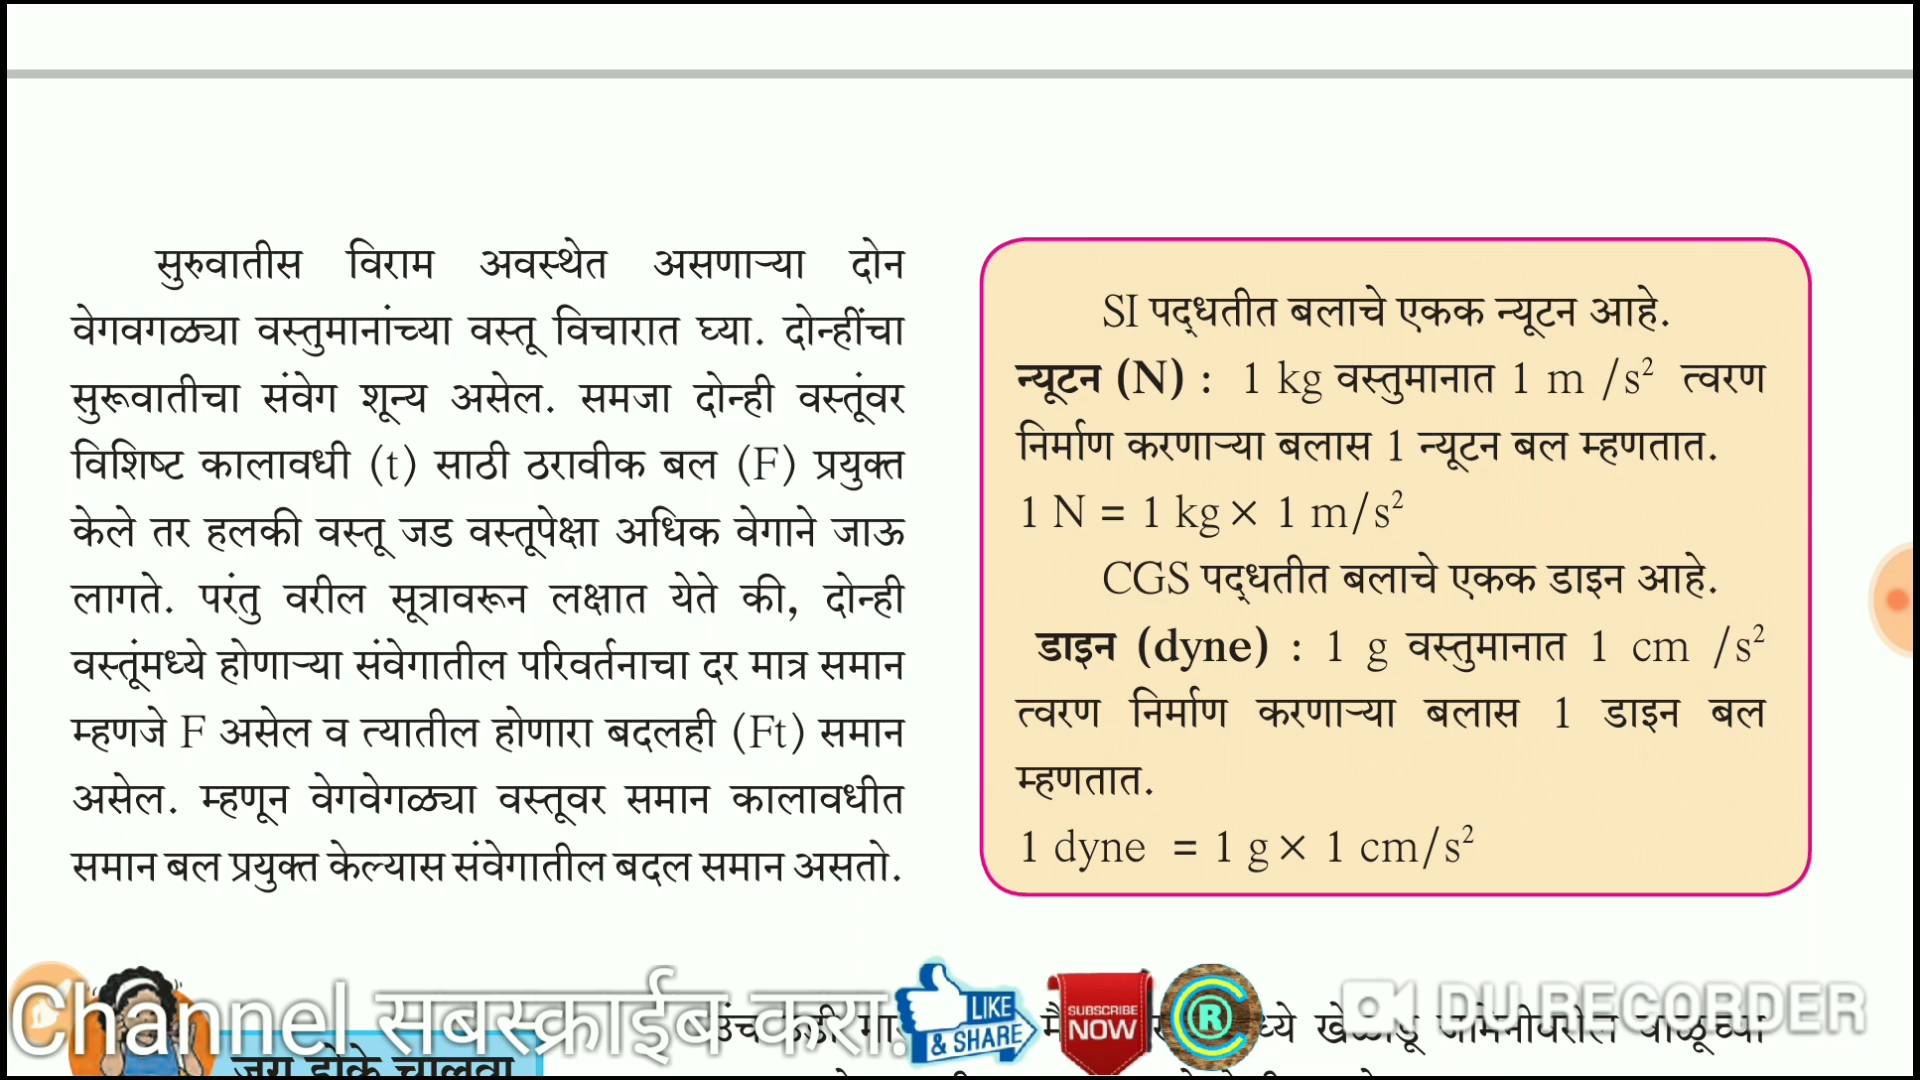 सुरुवातीस विराम अवस्थेत असणाऱ्या दोन
वेगवगळ्या वस्तुमानांच्या वस्तू विचारात घ्या. दोन्हींचा
सुरूवातीचा संवेग शून्य असेल. समजा दोन्ही वस्तूंवर
विशिष्ट कालावधी (t) साठी ठरावीक बल (F) प्रयुक्त
केले तर हलकी वस्तू जड वस्तूपेक्षा अधिक वेगाने जाऊ
लागते. परंतु वरील सूत्रावरून लक्षात येते की, दोन्ही
वस्तूंमध्ये होणाऱ्या संवेगातील परिवर्तनाचा दर मात्र समान
म्हणजे F असेल व त्यातील होणारा बदलही (Ft) समान
असेल. म्हणून वेगवेगळ्या वस्तूवर समान कालावधीत
समान बल प्रयुक्त केल्यास संवेगातील बदल समान असतो.
SI पद्धतीत बलाचे एकक न्यूटन आहे.
न्यूटन (N) : 1 kg वस्तुमानात 1 m /s² त्वरण
निर्माण करणाऱ्या बलास 1 न्यूटन बल म्हणतात.
1 N = 1 kg × 1 m/s²
CGS पद्धतीत बलाचे एकक डाइन आहे.
डाइन (dyne) : 1 g वस्तुमानात 1 cm /s²
त्वरण निर्माण करणाऱ्या बलास 1 डाइन बल
म्हणतात.
1 dyne = 1 g × 1 cm/s²
Channel सबस्क्राईब करा.
LIKE
& SHARE
SUBSCRIBE
NOW
R
DU RECORDER
उंच उडी
खेळाडू जमिनीवरील वाळूच्या
जरा डोके चालवा